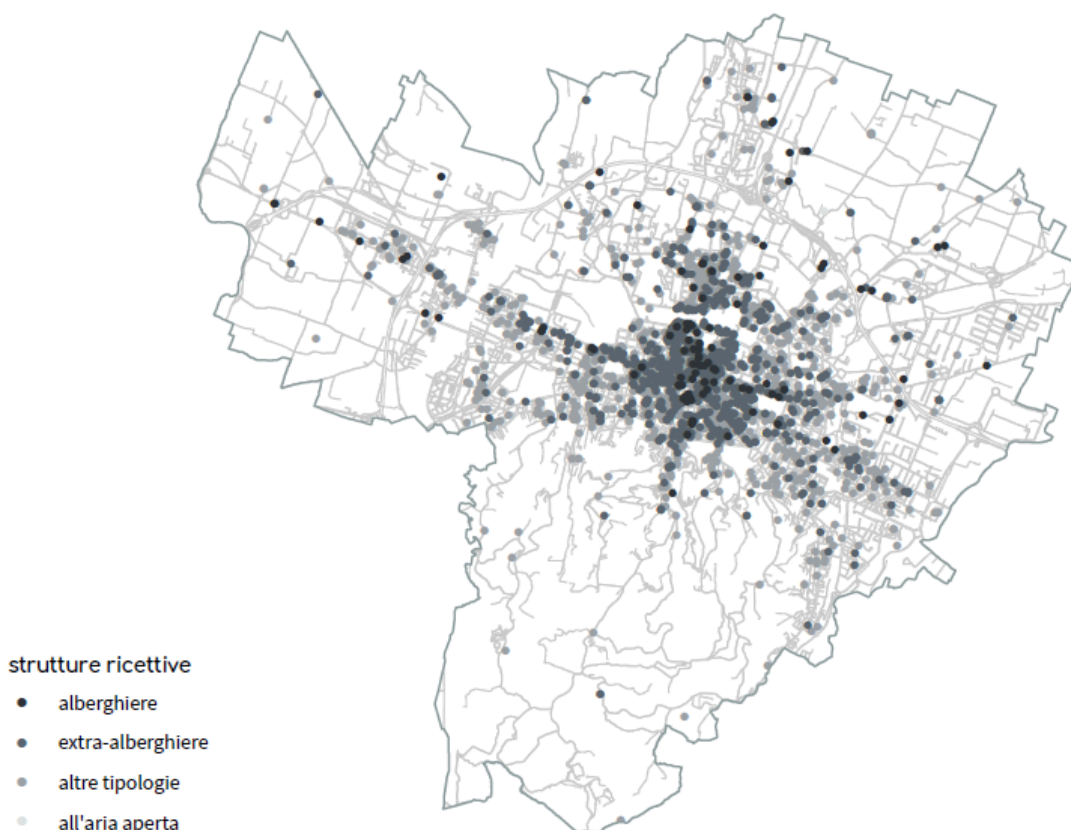 strutture ricettive
alberghiere
extra-alberghiere
altre tipologie
all'aria aperta